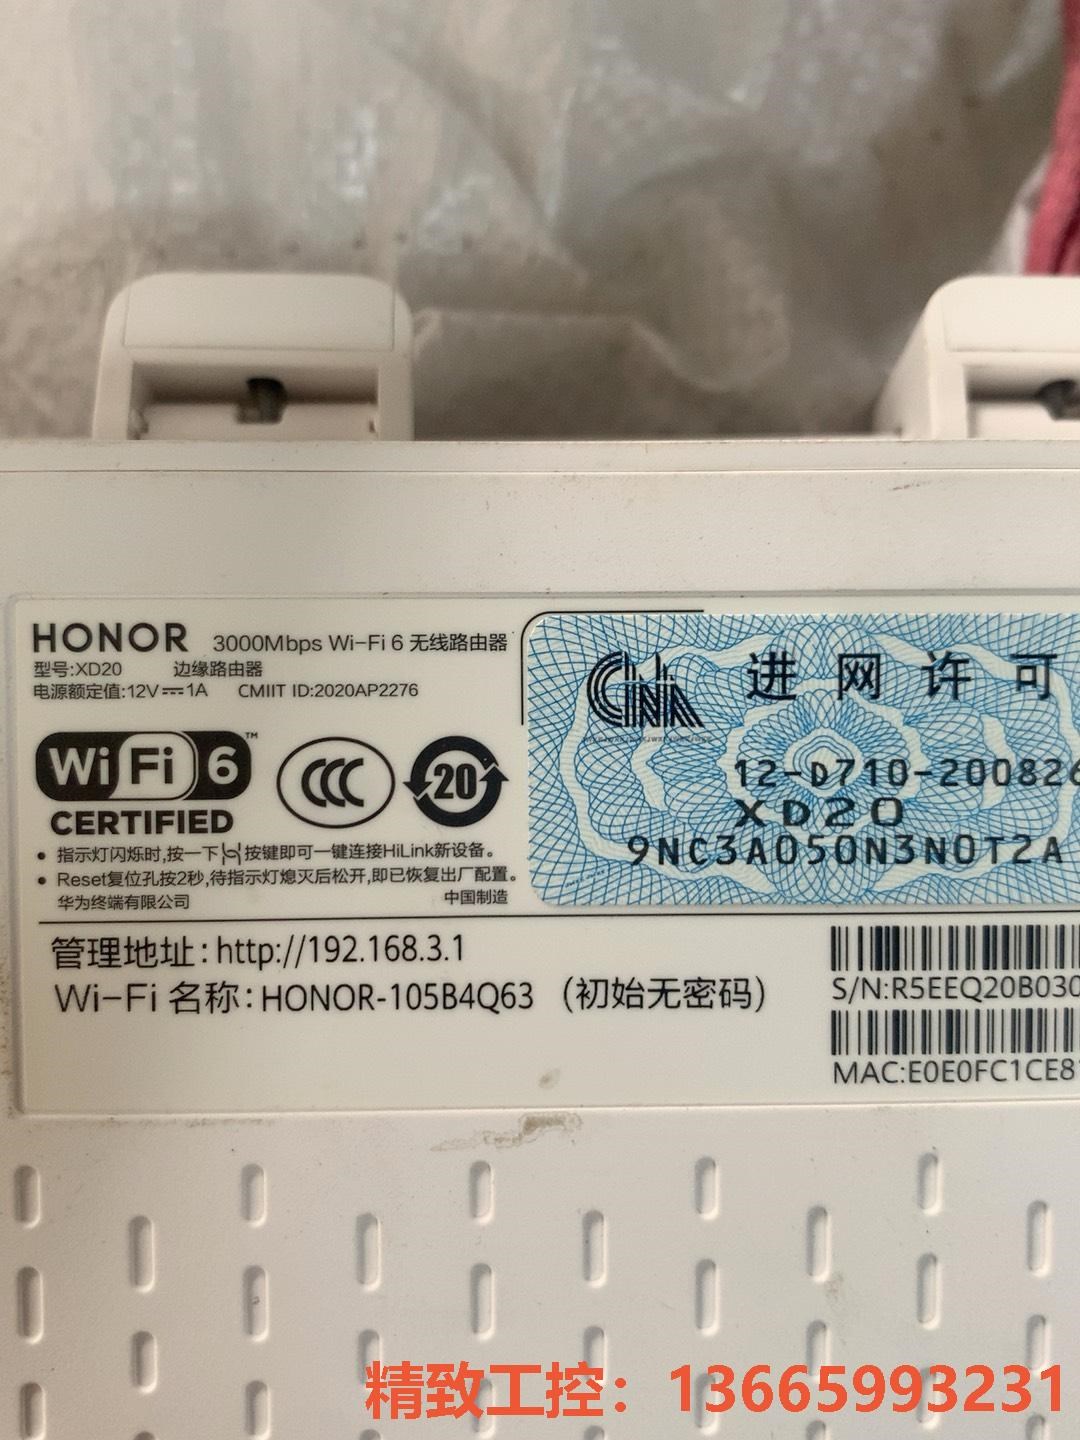 HONOR 3000Mbps Wi-Fi 6 无线路由器
型号:XD20 边缘路由器
电源额定值:12V⎓1A CMIIT ID:2020AP2276
Wi Fi 6™
CERTIFIED
CCC
20
• 指示灯闪烁时,按一下 按键即可一键连接HiLink新设备。
• Reset复位孔按2秒,待指示灯熄灭后松开,即已恢复出厂配置。
华为终端有限公司 中国制造
进网许可
12-D710-200826
XD20
9NC3A050N3N0T2A
管理地址:http://192.168.3.1
Wi-Fi 名称:HONOR-105B4Q63 (初始无密码)
S/N:R5EEQ20B030
MAC:E0E0FC1CE8
精致工控：13665993231